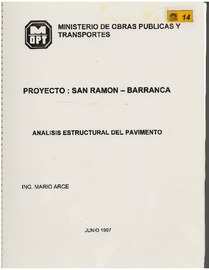 MINISTERIO DE OBRAS PUBLICAS Y
TRANSPORTES
MOPT
14
PROYECTO : SAN RAMON – BARRANCA
ANALISIS ESTRUCTURAL DEL PAVIMENTO
ING. MARIO ARCE
JUNIO 1997